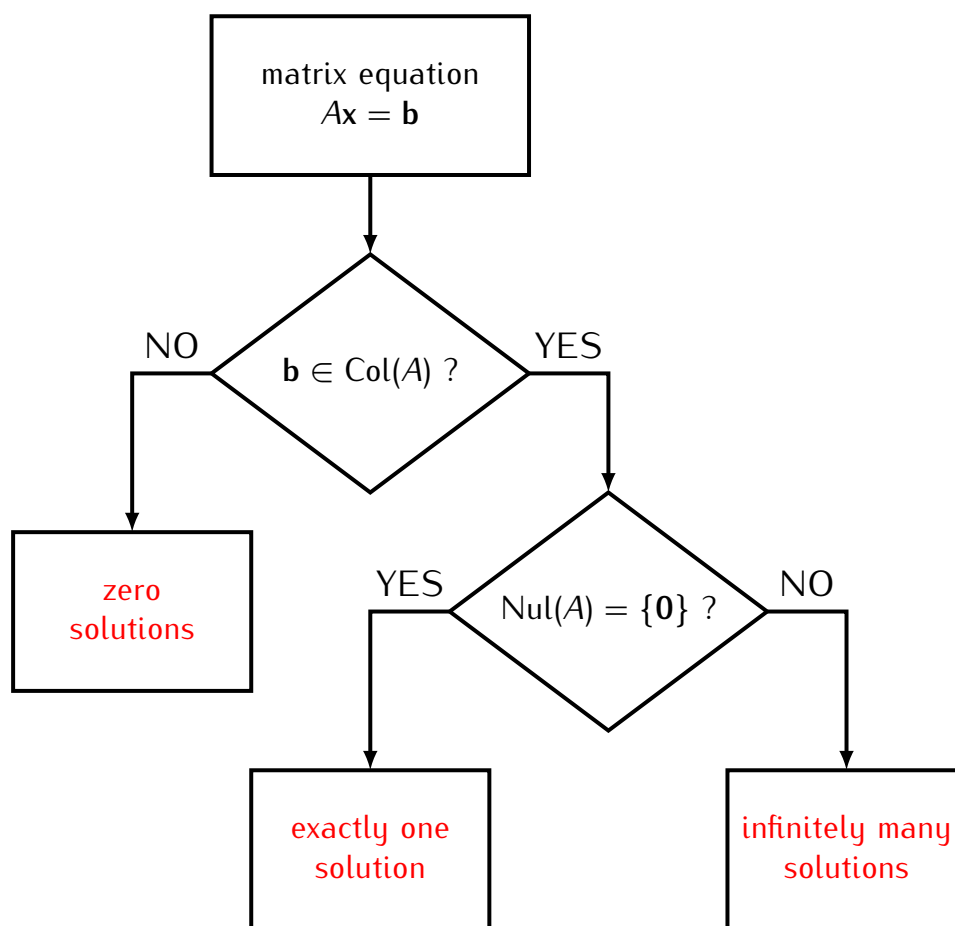 matrix equation
Ax = b
NO
YES
b ∈ Col(A) ?
zero
solutions
YES
NO
Nul(A) = {0} ?
exactly one
solution
infinitely many
solutions